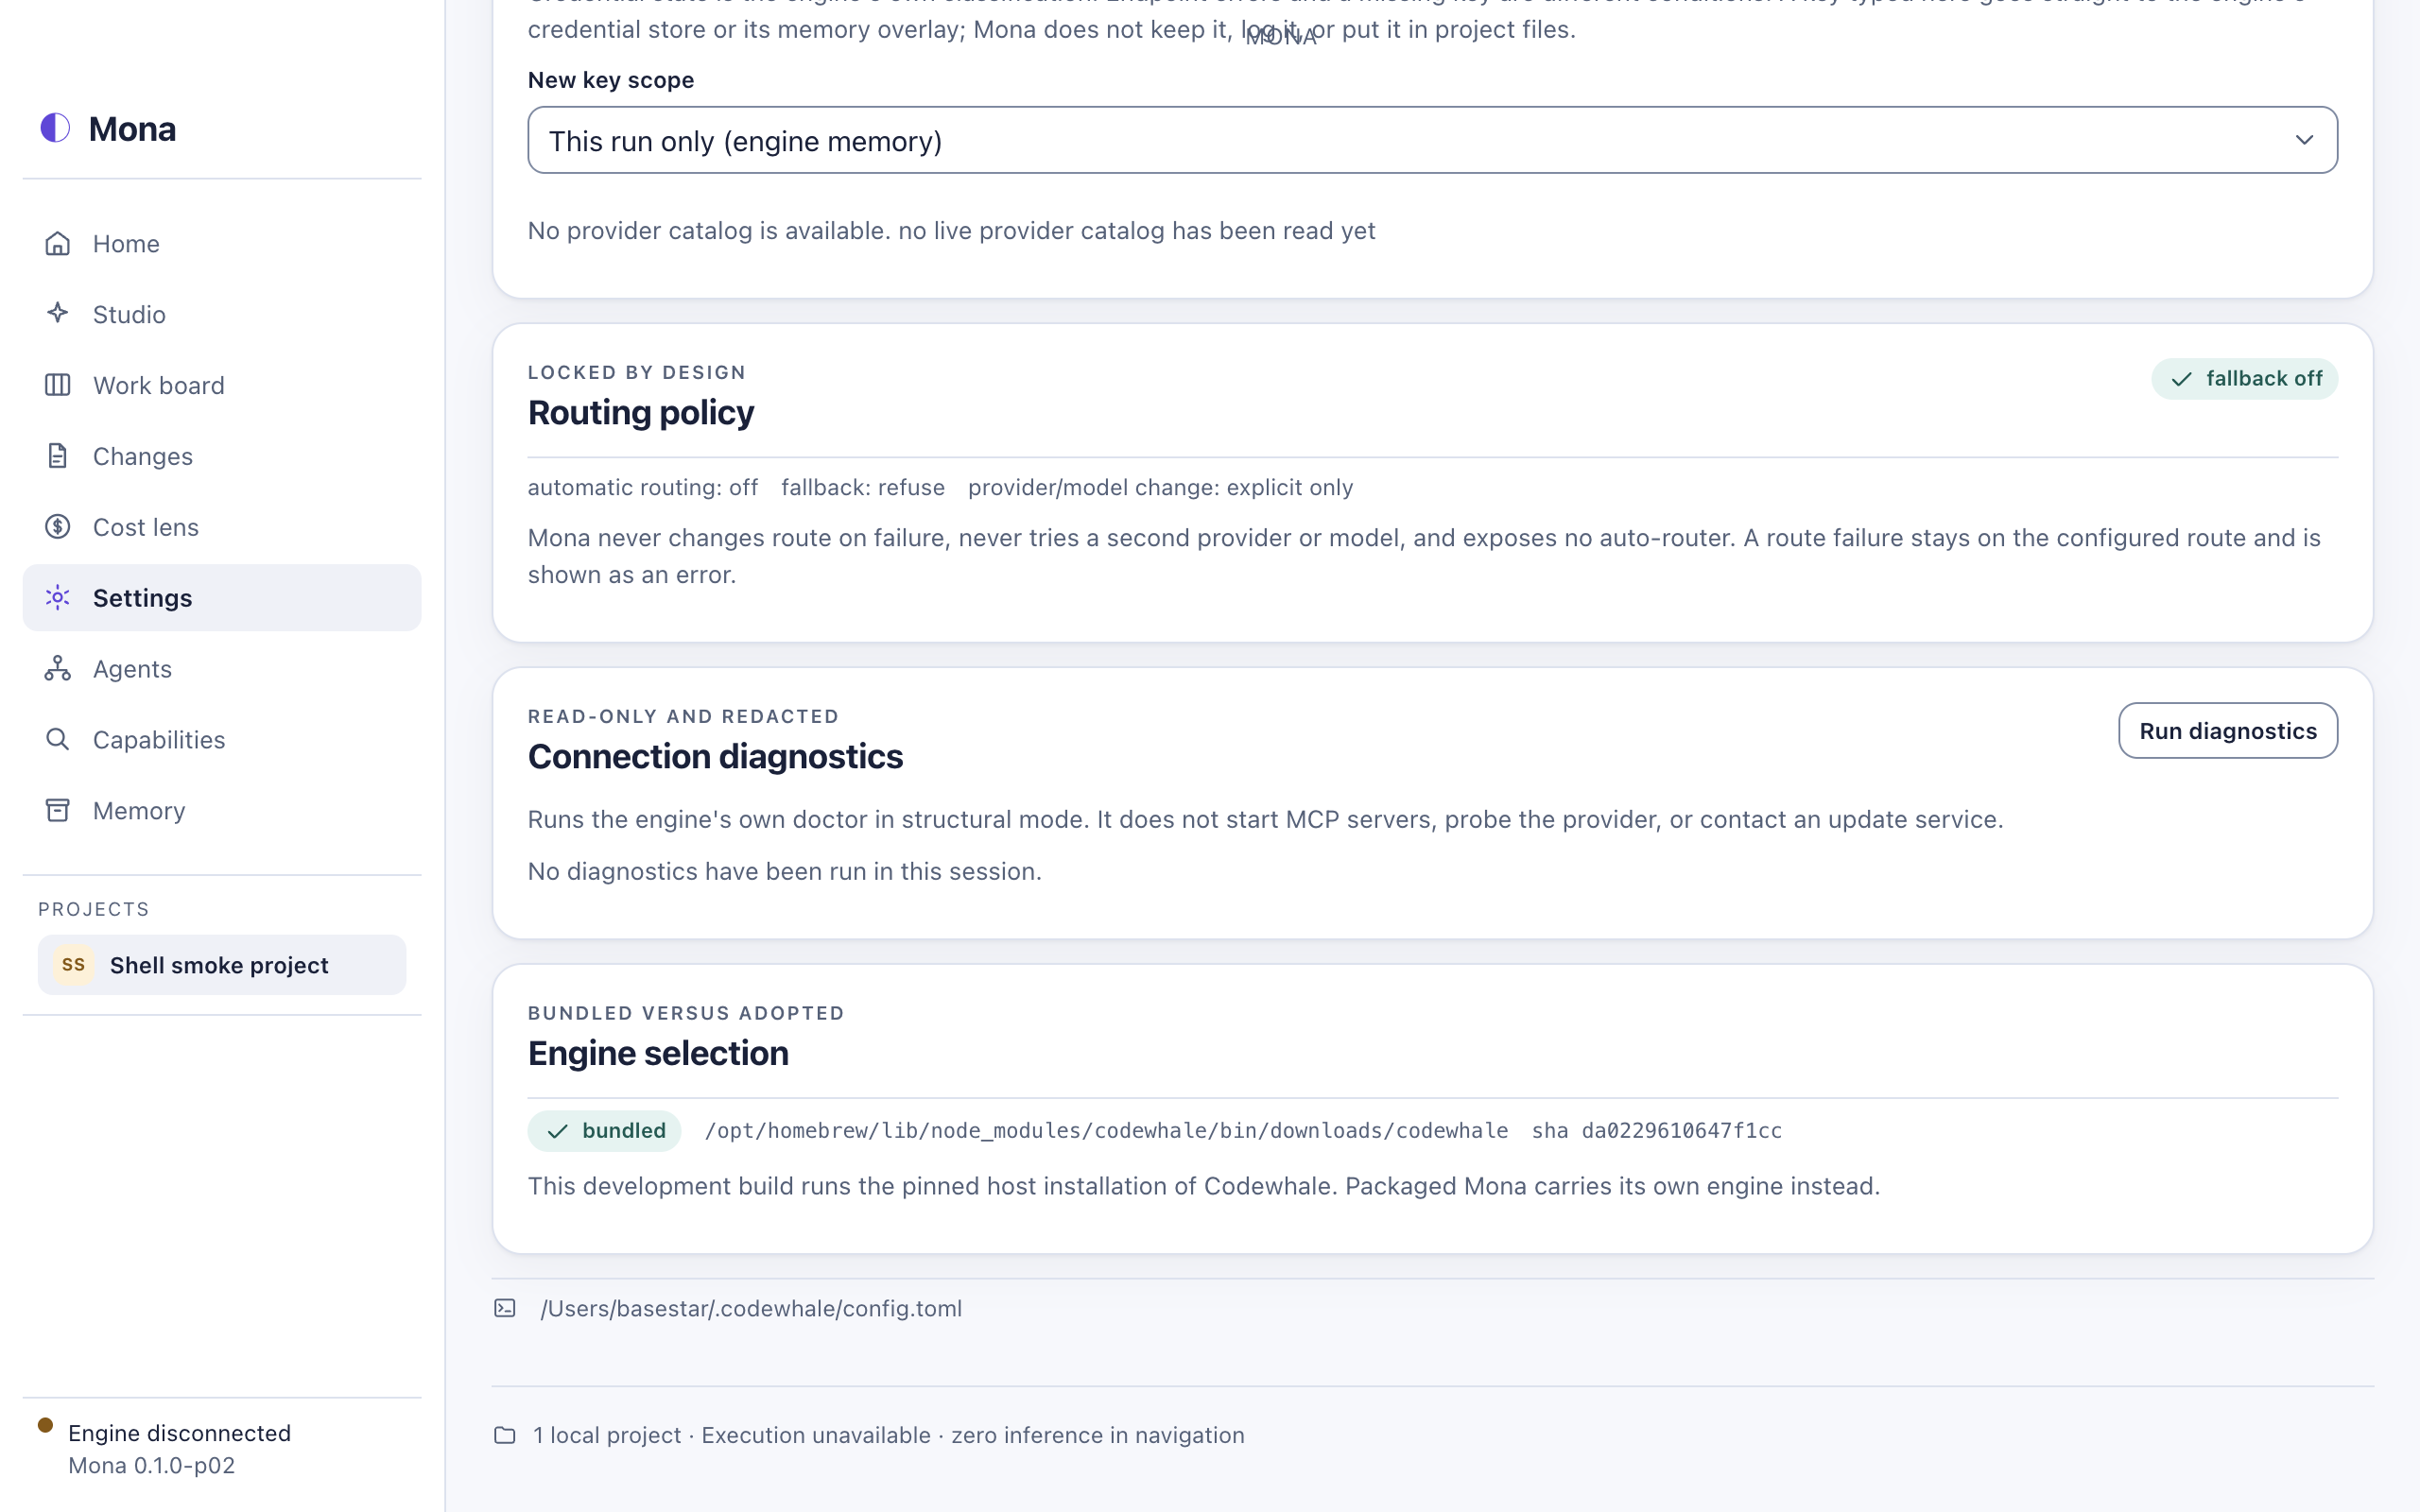 Mona
Home
Studio
Work board
Changes
Cost lens
Settings
Agents
Capabilities
Memory
PROJECTS
SS Shell smoke project
Engine disconnected
Mona 0.1.0-p02
credential store or its memory overlay; Mona does not keep it, log it, or put it in project files.
MONA
New key scope
This run only (engine memory)
No provider catalog is available. no live provider catalog has been read yet
LOCKED BY DESIGN
fallback off
Routing policy
automatic routing: off fallback: refuse provider/model change: explicit only
Mona never changes route on failure, never tries a second provider or model, and exposes no auto-router. A route failure stays on the configured route and is
shown as an error.
READ-ONLY AND REDACTED
Run diagnostics
Connection diagnostics
Runs the engine's own doctor in structural mode. It does not start MCP servers, probe the provider, or contact an update service.
No diagnostics have been run in this session.
BUNDLED VERSUS ADOPTED
Engine selection
bundled /opt/homebrew/lib/node_modules/codewhale/bin/downloads/codewhale sha da0229610647f1cc
This development build runs the pinned host installation of Codewhale. Packaged Mona carries its own engine instead.
/Users/basestar/.codewhale/config.toml
1 local project · Execution unavailable · zero inference in navigation